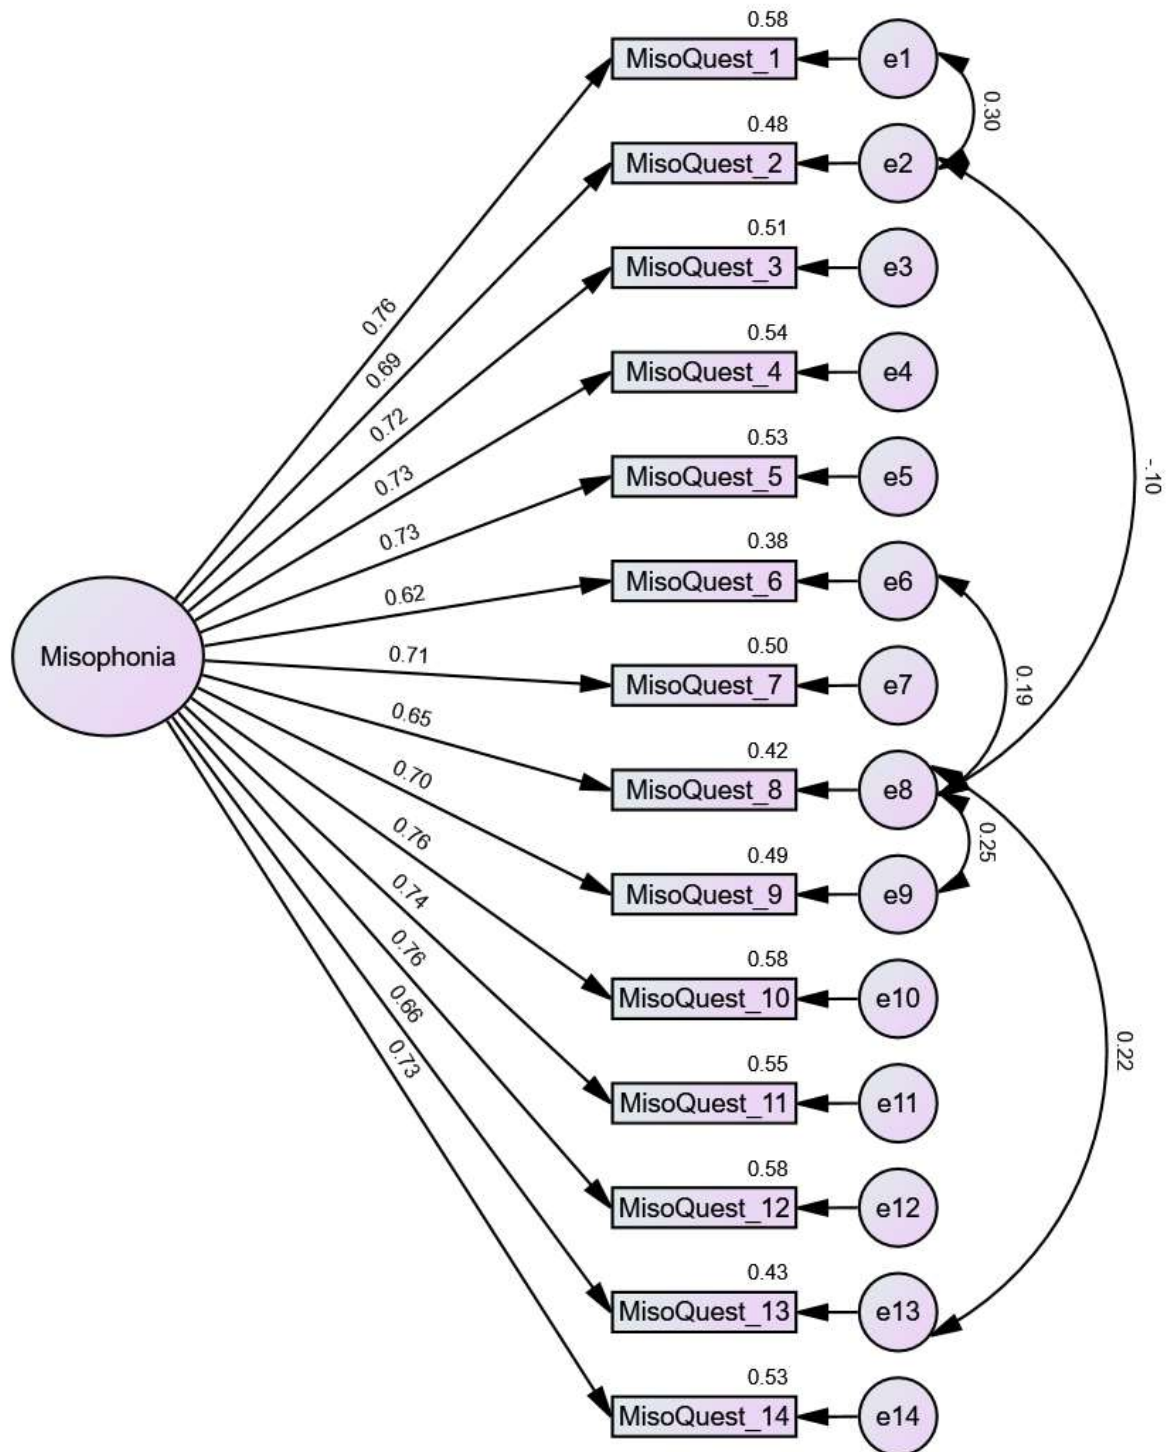 0.58
MisoQuest_1
e1
0.30
0.76
0.48
MisoQuest_2
e2
0.69
0.51
MisoQuest_3
e3
0.72
0.54
MisoQuest_4
e4
0.73
0.53
MisoQuest_5
e5
-.10
0.73
0.38
MisoQuest_6
e6
0.62
Misophonia
0.50
MisoQuest_7
e7
0.19
0.71
0.42
MisoQuest_8
e8
0.65
0.25
0.49
MisoQuest_9
e9
0.70
0.58
MisoQuest_10
e10
0.76
0.22
0.55
MisoQuest_11
e11
0.74
0.58
MisoQuest_12
e12
0.76
0.43
MisoQuest_13
e13
0.66
0.53
MisoQuest_14
e14
0.73